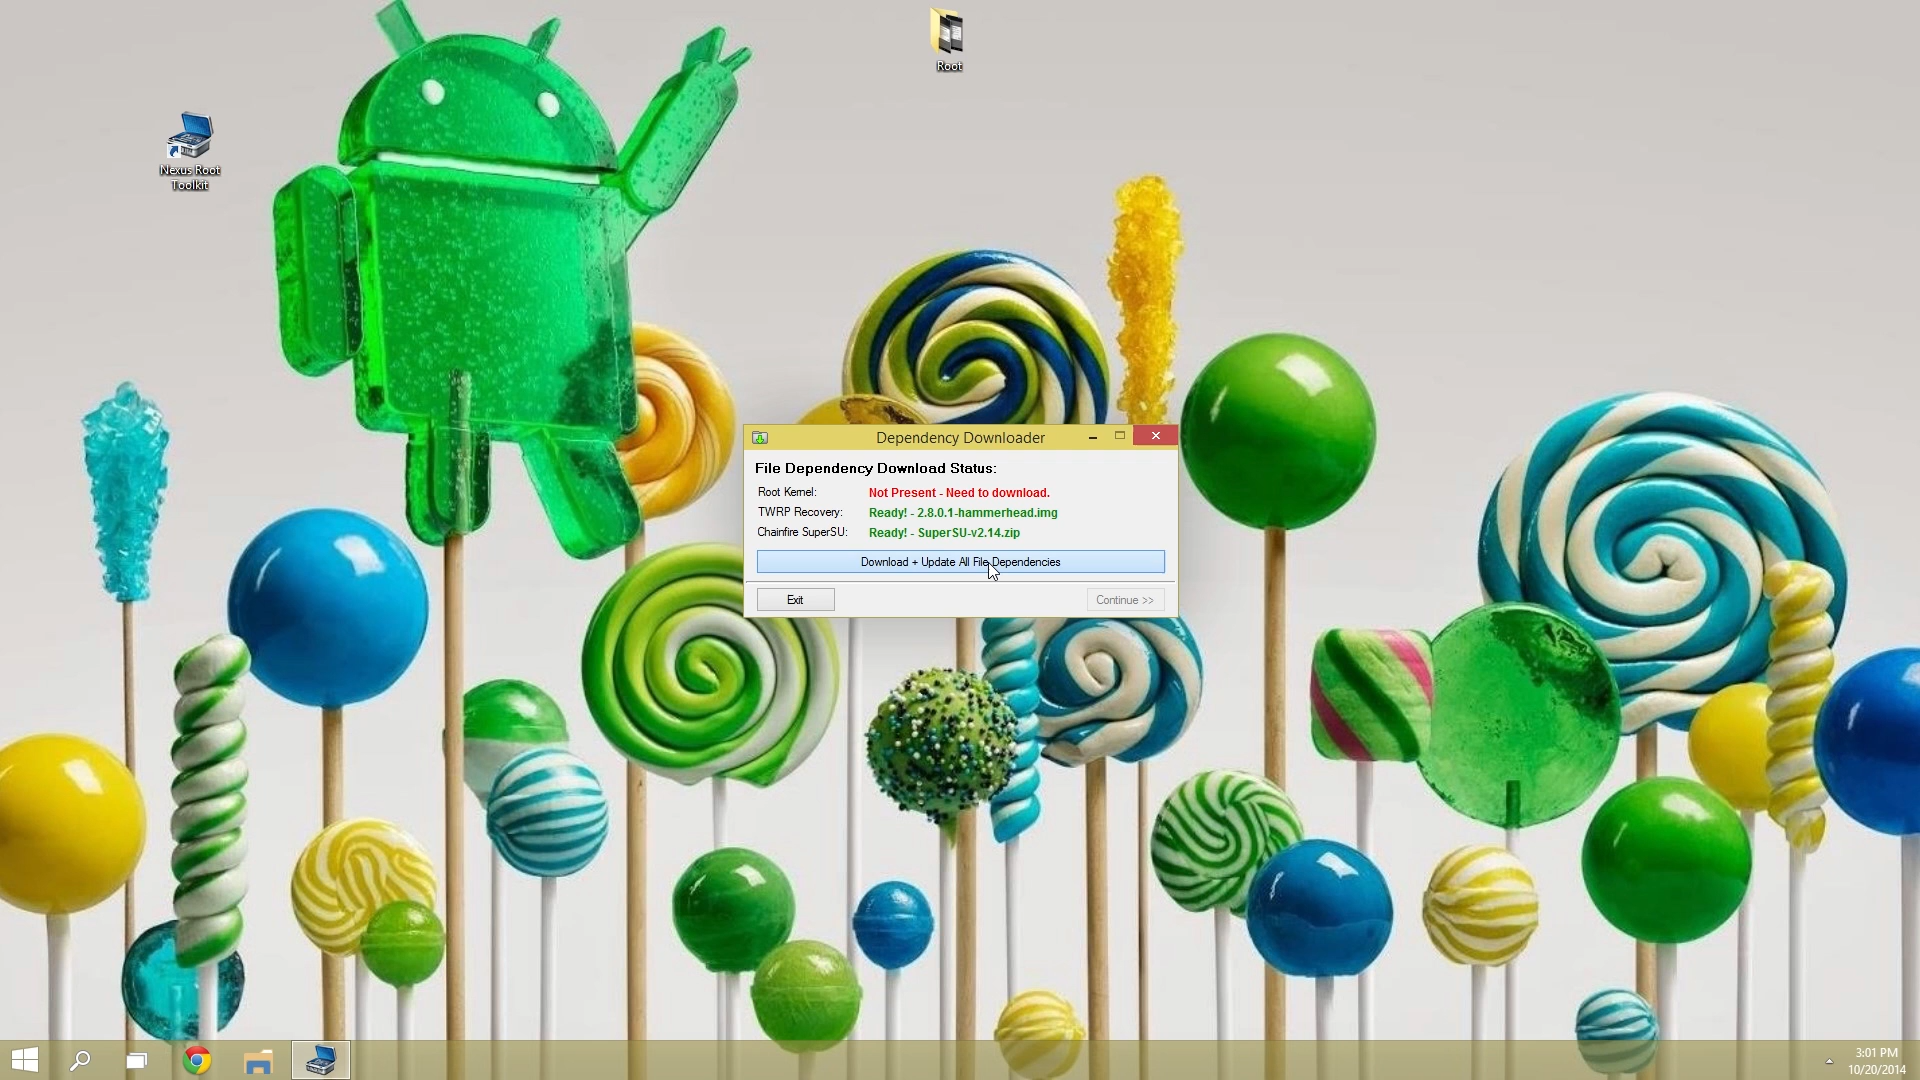 Root
Nexus Root
Toolkit
Dependency Downloader
File Dependency Download Status:
Root Kernel: Not Present - Need to download.
TWRP Recovery: Ready! - 2.8.0.1-hammerhead.img
Chainfire SuperSU: Ready! - SuperSU-v2.14.zip
Download + Update All File Dependencies
Exit Continue >>
3:01 PM
10/20/2014